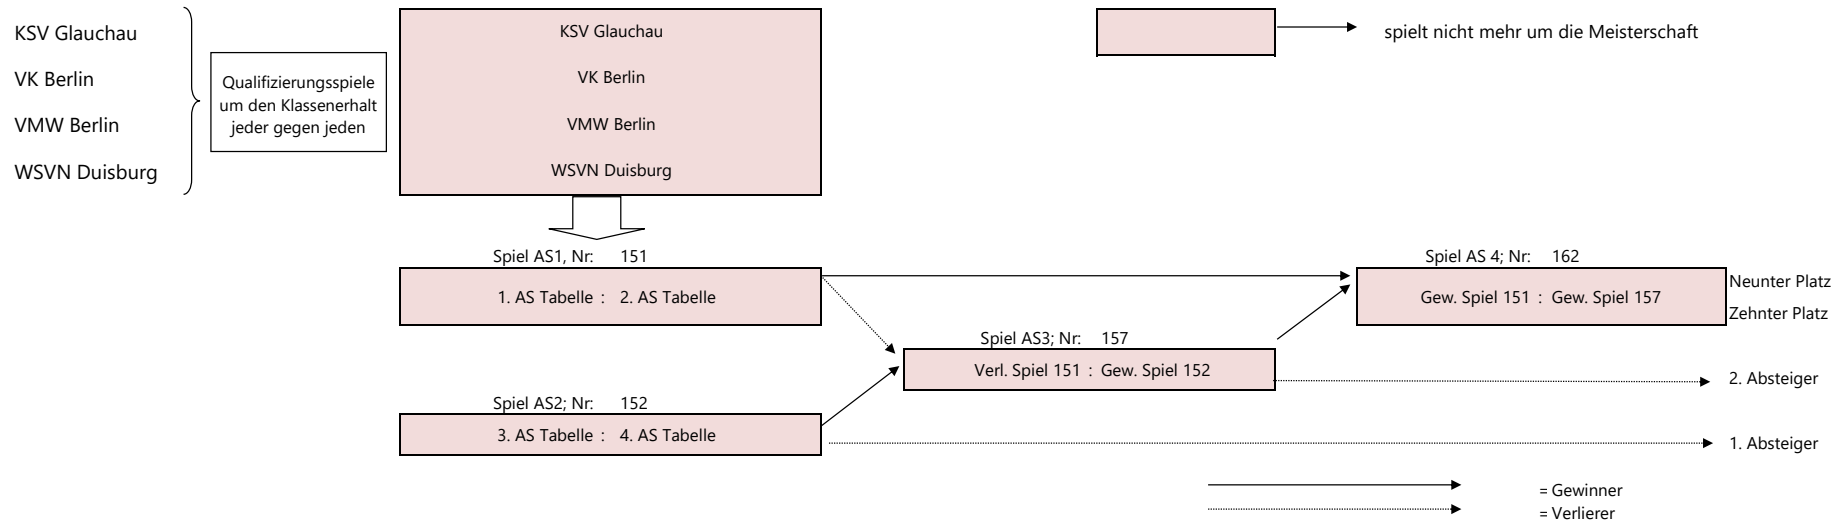 KSV Glauchau
VK Berlin
VMW Berlin
WSVN Duisburg
Qualifizierungsspiele
um den Klassenerhalt
jeder gegen jeden
KSV Glauchau
VK Berlin
VMW Berlin
WSVN Duisburg
spielt nicht mehr um die Meisterschaft
Spiel AS1, Nr: 151
1. AS Tabelle : 2. AS Tabelle
Spiel AS 4; Nr: 162
Gew. Spiel 151 : Gew. Spiel 157
Neunter Platz
Zehnter Platz
Spiel AS3; Nr: 157
Verl. Spiel 151 : Gew. Spiel 152
2. Absteiger
Spiel AS2; Nr: 152
3. AS Tabelle : 4. AS Tabelle
1. Absteiger
= Gewinner
= Verlierer